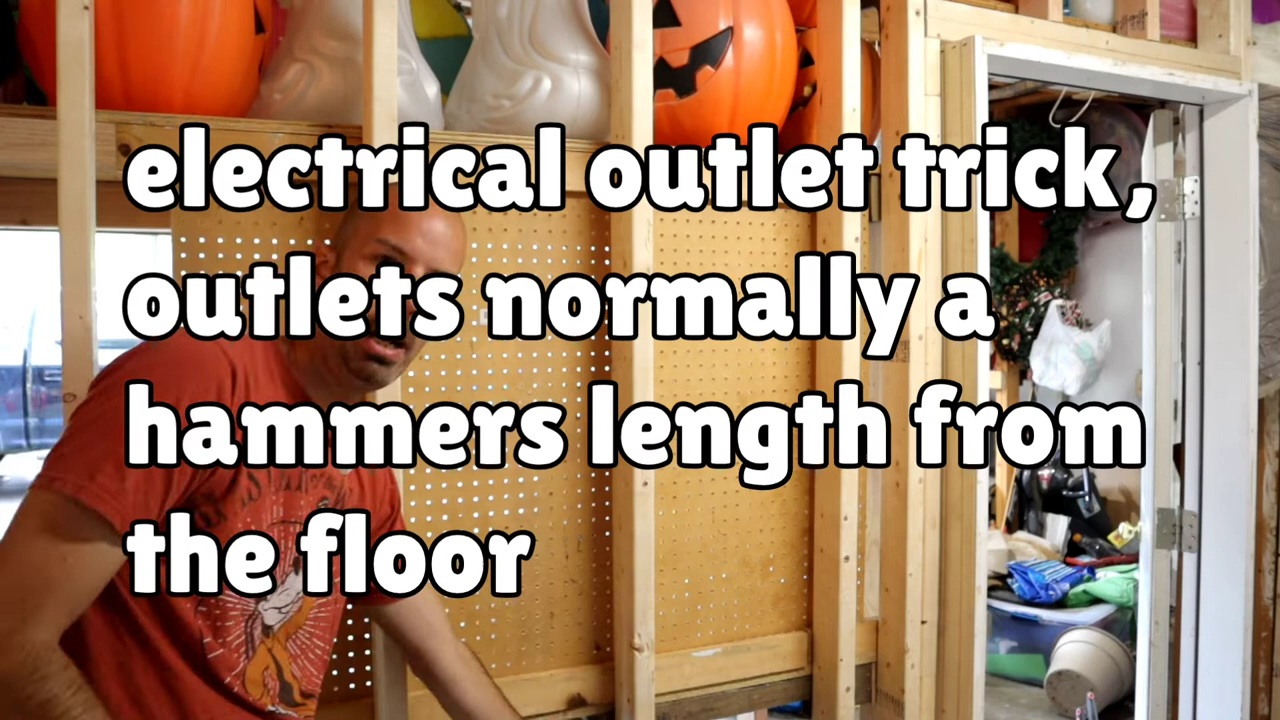 electrical outlet trick,
outlets normally a
hammers length from
the floor